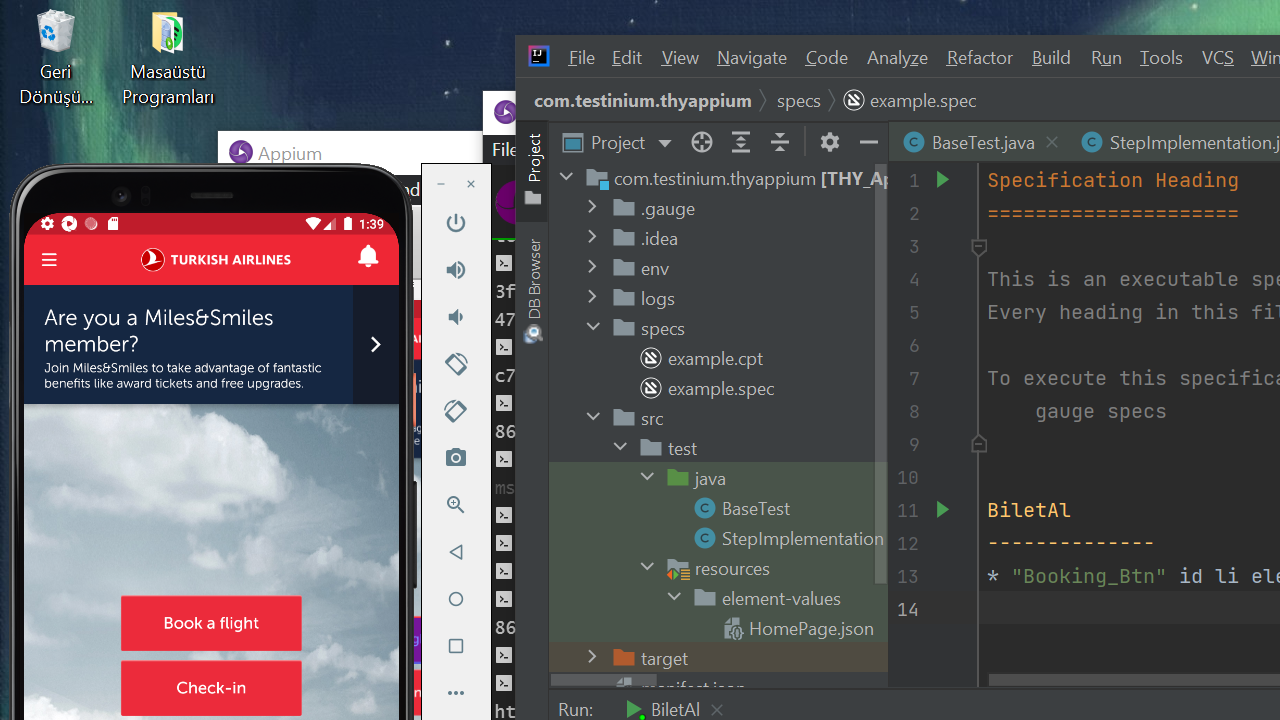 Geri
Dönüşü...
Masaüstü
Programları
Appium
File
1:39
TURKISH AIRLINES
Are you a Miles&Smiles
member?
Join Miles&Smiles to take advantage of fantastic
benefits like award tickets and free upgrades.
Book a flight
Check-in
3f
47
c7
86
ms
86
ht
File Edit View Navigate Code Analyze Refactor Build Run Tools VCS Win
com.testinium.thyappium specs example.spec
Project
DB Browser
Project
com.testinium.thyappium [THY_Ap
.gauge
.idea
env
logs
specs
example.cpt
example.spec
src
test
java
BaseTest
StepImplementation
resources
element-values
HomePage.json
target
manifest.json
BaseTest.java StepImplementation.j
1 Specification Heading
2 =====================
3
4 This is an executable spe
5 Every heading in this fil
6
7 To execute this specifica
8 gauge specs
9
10
11 BiletAl
12 --------------
13 * "Booking_Btn" id li ele
14
Run: BiletAl